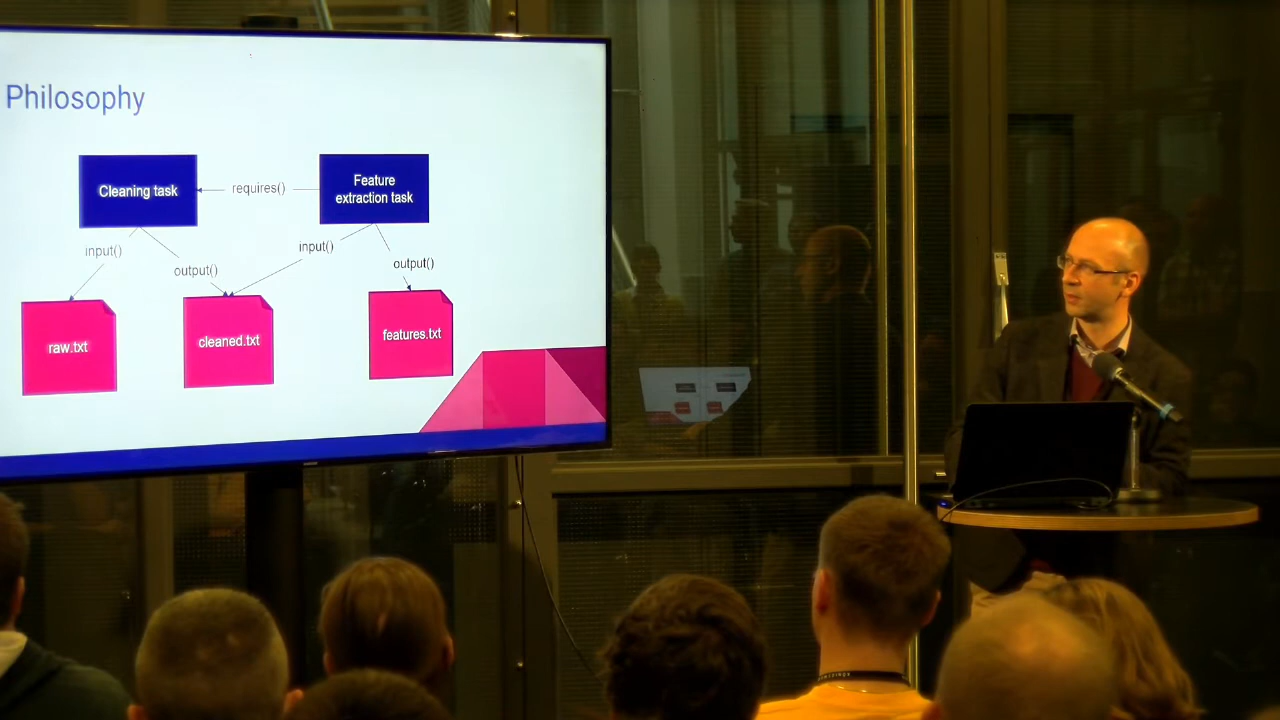 Philosophy
Cleaning task
requires()
Feature
extraction task
input()
output()
input()
output()
raw.txt
cleaned.txt
features.txt